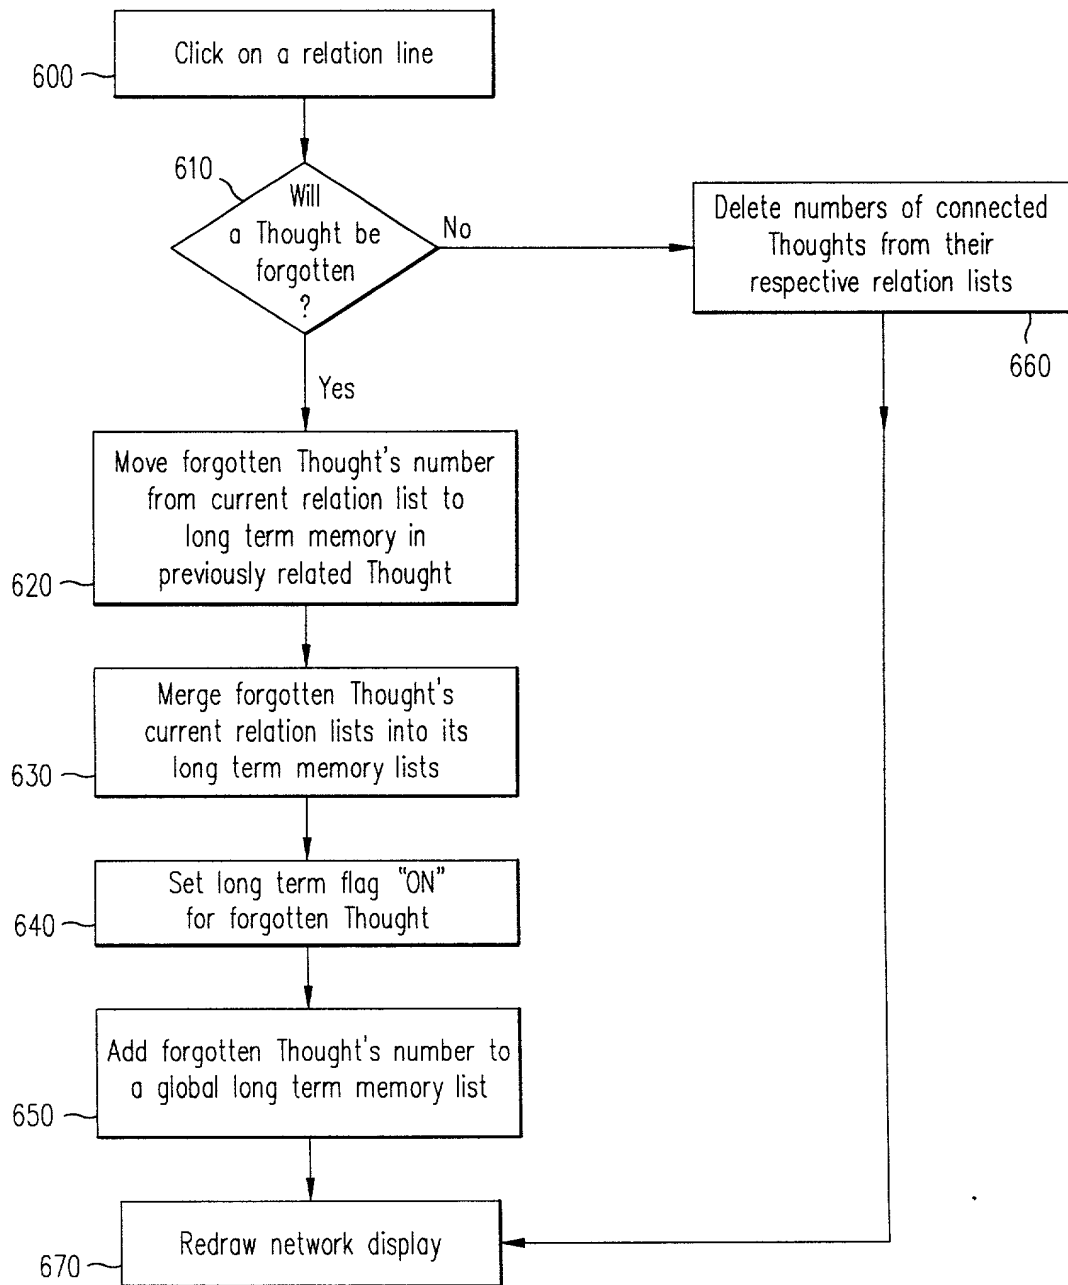 Click on a relation line
600
610
Will
a Thought be
forgotten
?
No
Delete numbers of connected
Thoughts from their
respective relation lists
660
Yes
Move forgotten Thought's number
from current relation list to
long term memory in
previously related Thought
620
Merge forgotten Thought's
current relation lists into its
long term memory lists
630
Set long term flag "ON"
for forgotten Thought
640
Add forgotten Thought's number to
a global long term memory list
650
Redraw network display
670